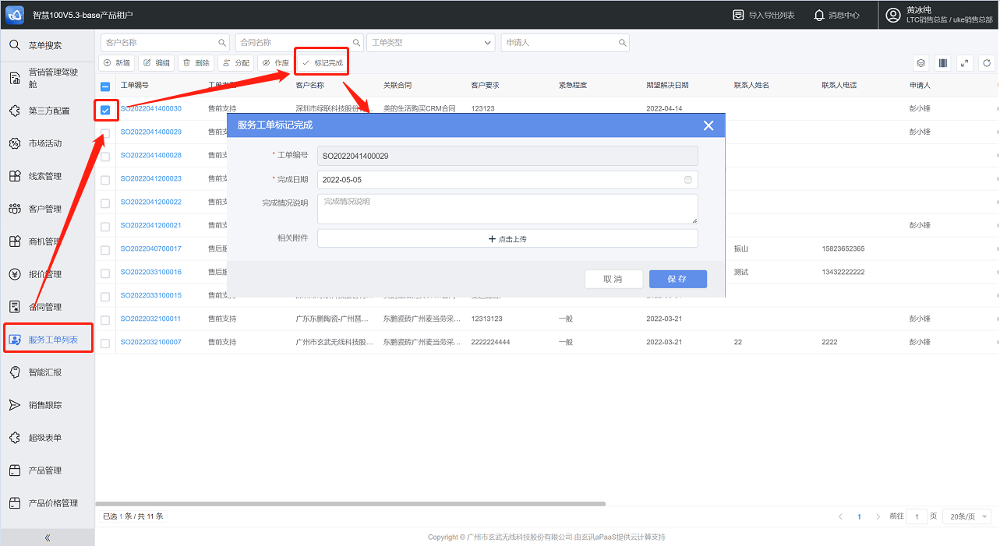 智慧100V5.3-base产品租户
导入导出列表
消息中心
黄冰纯
LTC销售总监 / uke销售总部
菜单搜索
营销管理驾驶
舱
第三方配置
市场活动
线索管理
客户管理
商机管理
报价管理
合同管理
服务工单列表
智能汇报
销售跟踪
超级表单
产品管理
产品价格管理
《
客户名称
合同名称
工单类型
申请人
新增
编辑
删除
分配
作废
标记完成
工单编号 工单类 客户名称 关联合同 客户要求 紧急程度 期望解决日期 联系人姓名 联系人电话 申请人
SO2022041400030 售前支持 深圳市绿联科技股份 美的生活购买CRM合同 123123 2022-04-14 彭小锋
SO2022041400029 售前支 彭小锋
SO2022041400028 售前支
SO2022041200023 售前支
SO2022041200022 售前支
SO2022041200021 售前支 彭小锋
SO2022040700017 售后服 振山 15823652365
SO2022033100016 售后服 测试 13432222222
SO2022033100015 售前支
SO2022032100011 售前支持 广东东鹏陶瓷-广州琶... 东鹏瓷砖广州麦当劳采... 12313123 一般 2022-03-21 彭小锋
SO2022032100007 售前支持 广州市玄武无线科技股... 东鹏瓷砖广州麦当劳采... 2222224444 一般 2022-03-21 22 2222 彭小锋
服务工单标记完成
* 工单编号 SO2022041400029
* 完成日期 2022-05-05
完成情况说明 完成情况说明
相关附件 + 点击上传
取 消
保 存
已选 1 条 / 共 11 条
1
前往 1 页
20条/页
Copyright © 广州市玄武无线科技股份有限公司 由玄讯aPaaS提供云计算支持